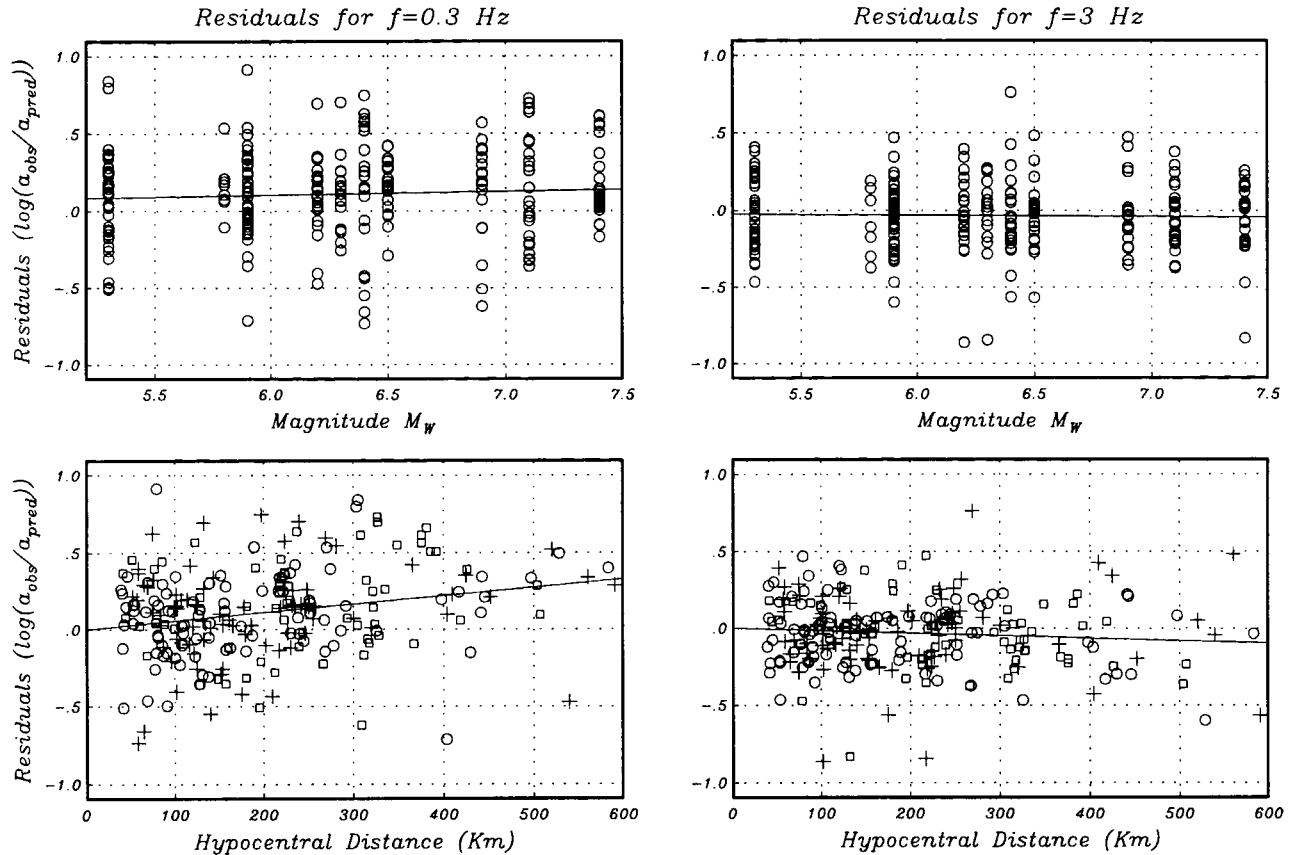 Residuals for f=0.3 Hz
Residuals for f=3 Hz
Residuals (log(a_obs/a_pred))
1.0
.5
.0
-.5
-1.0
5.5 6.0 6.5 7.0 7.5
Magnitude M_W
1.0
.5
.0
-.5
-1.0
5.5 6.0 6.5 7.0 7.5
Magnitude M_W
Residuals (log(a_obs/a_pred))
1.0
.5
.0
-.5
-1.0
0 100 200 300 400 500 600
Hypocentral Distance (Km)
1.0
.5
.0
-.5
-1.0
0 100 200 300 400 500 600
Hypocentral Distance (Km)